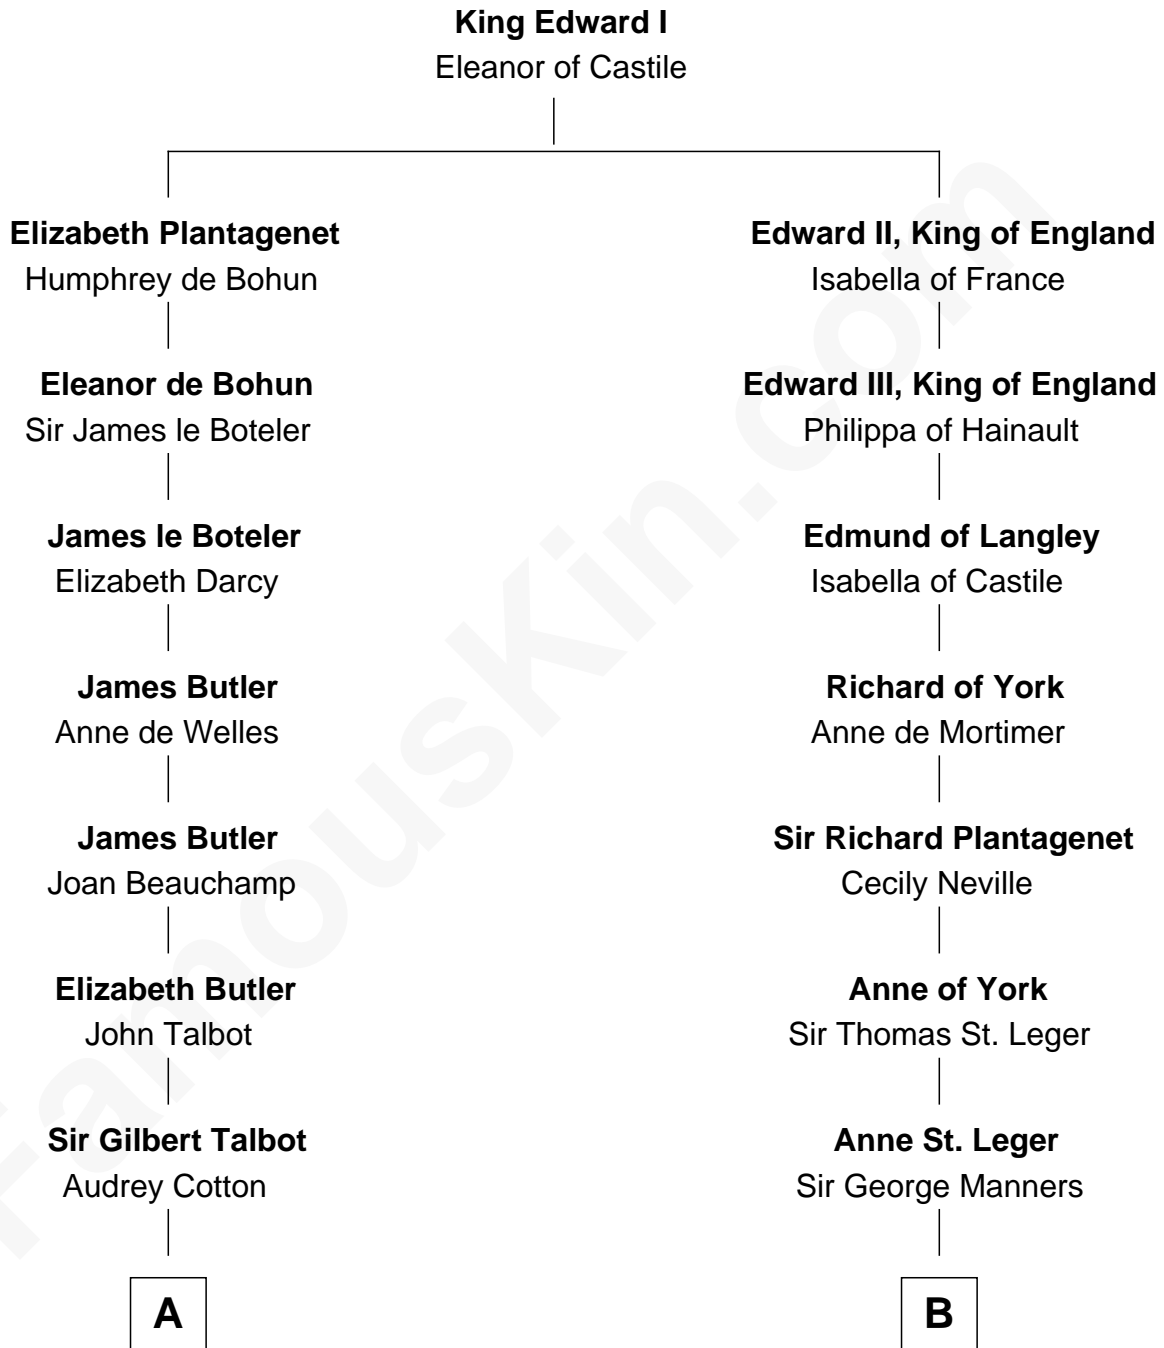 King Edward I
Eleanor of Castile
Elizabeth Plantagenet
Humphrey de Bohun
Edward II, King of England
Isabella of France
Eleanor de Bohun
Sir James le Boteler
Edward III, King of England
Philippa of Hainault
James le Boteler
Elizabeth Darcy
Edmund of Langley
Isabella of Castile
James Butler
Anne de Welles
Richard of York
Anne de Mortimer
James Butler
Joan Beauchamp
Sir Richard Plantagenet
Cecily Neville
Elizabeth Butler
John Talbot
Anne of York
Sir Thomas St. Leger
Sir Gilbert Talbot
Audrey Cotton
Anne St. Leger
Sir George Manners
A
B
FamousKin.com